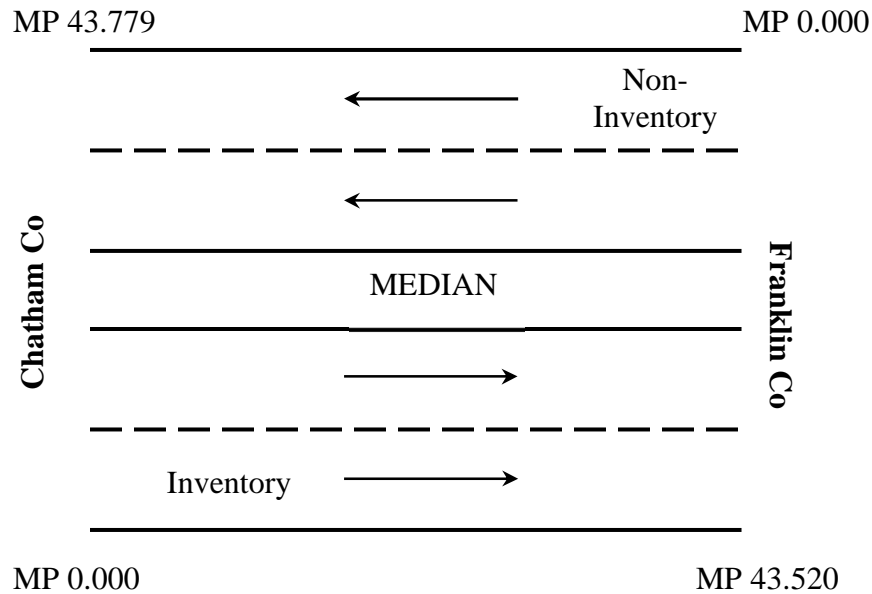 MP 43.779
MP 0.000
Non-
Inventory
Chatham Co
Franklin Co
MEDIAN
Inventory
MP 0.000
MP 43.520